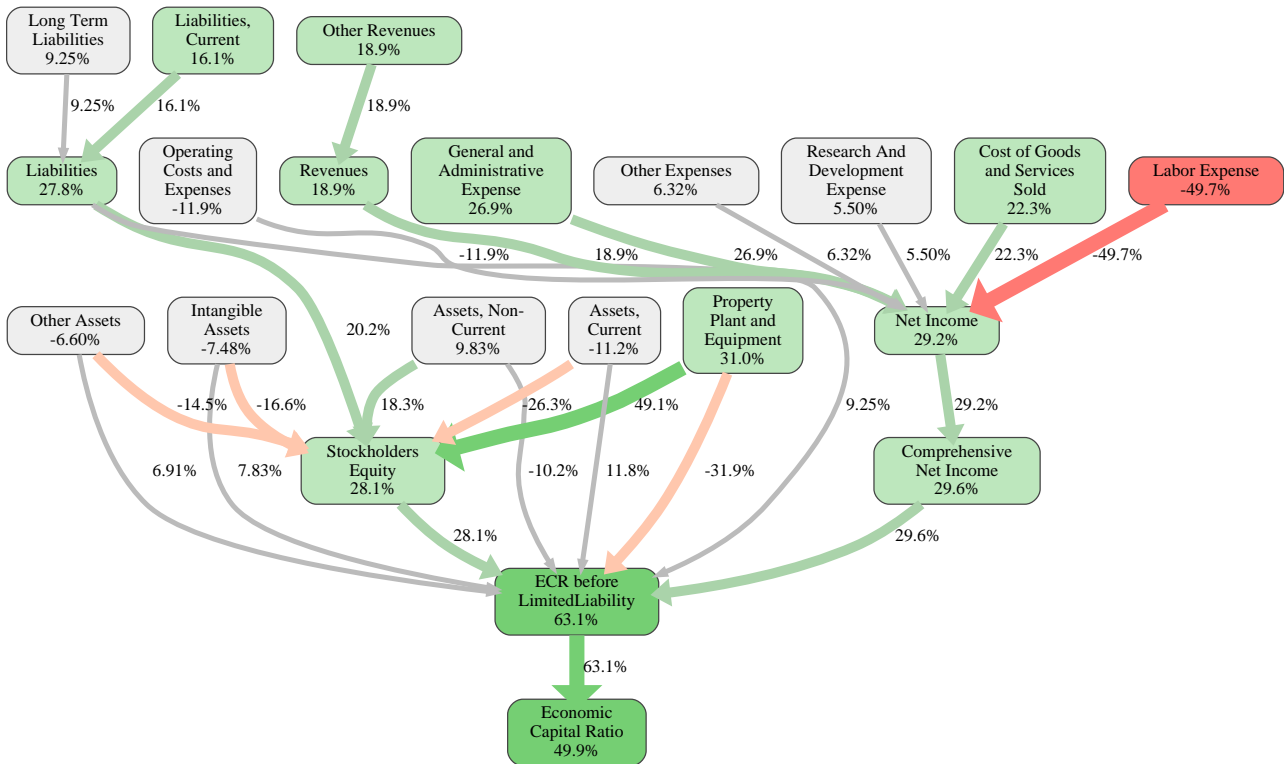 Long Term
Liabilities
9.25%
Liabilities,
Current
16.1%
Other Revenues
18.9%
9.25%
16.1%
18.9%
Liabilities
27.8%
Operating
Costs and
Expenses
-11.9%
Revenues
18.9%
General and
Administrative
Expense
26.9%
Other Expenses
6.32%
Research And
Development
Expense
5.50%
Cost of Goods
and Services
Sold
22.3%
Labor Expense
-49.7%
-11.9%
18.9%
26.9%
6.32%
5.50%
22.3%
-49.7%
Other Assets
-6.60%
Intangible
Assets
-7.48%
20.2%
Assets, Non-
Current
9.83%
Assets,
Current
-11.2%
Property
Plant and
Equipment
31.0%
Net Income
29.2%
-14.5%
-16.6%
18.3%
-26.3%
49.1%
9.25%
29.2%
Stockholders
Equity
28.1%
Comprehensive
Net Income
29.6%
6.91%
7.83%
-10.2%
11.8%
-31.9%
28.1%
29.6%
ECR before
LimitedLiability
63.1%
63.1%
Economic
Capital Ratio
49.9%